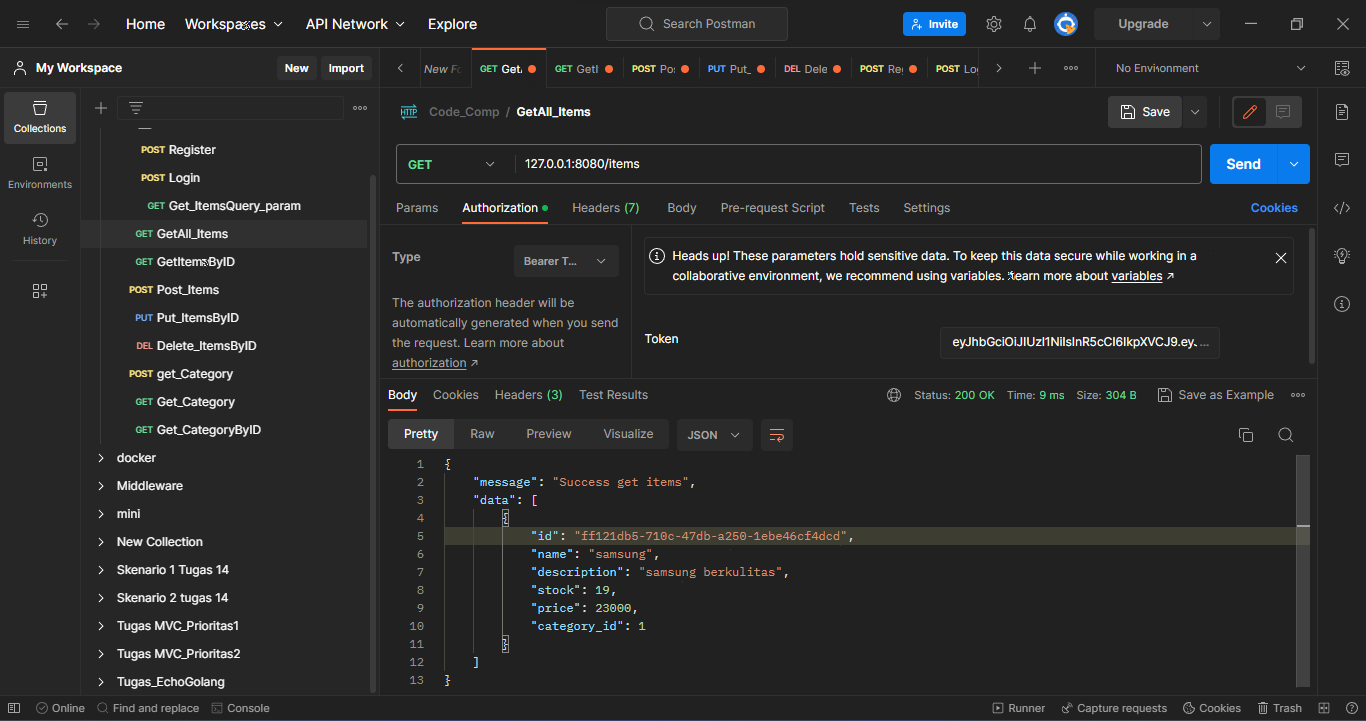 Home Workspaces API Network Explore Search Postman Invite Upgrade
My Workspace New Import
New Fo GET Get. GET GetI POST Po: PUT Put_ DEL Dele POST Re POST Lo No Environment
Collections
Environments
History
POST Register
POST Login
GET Get_ItemsQuery_param
GET GetAll_Items
GET GetItemsByID
POST Post_Items
PUT Put_ItemsByID
DEL Delete_ItemsByID
POST get_Category
GET Get_Category
GET Get_CategoryByID
docker
Middleware
mini
New Collection
Skenario 1 Tugas 14
Skenario 2 tugas 14
Tugas MVC_Prioritas1
Tugas MVC_Prioritas2
Tugas_EchoGolang
HTTP Code_Comp / GetAll_Items Save
GET 127.0.0.1:8080/items Send
Params Authorization Headers (7) Body Pre-request Script Tests Settings Cookies
Type Bearer T...
The authorization header will be
automatically generated when you send
the request. Learn more about
authorization ↗
Heads up! These parameters hold sensitive data. To keep this data secure while working in a
collaborative environment, we recommend using variables. Learn more about variables ↗
Token eyJhbGciOiJIUzI1NiIsInR5cCI6IkpXVCJ9.ey. ...
Body Cookies Headers (3) Test Results Status: 200 OK Time: 9 ms Size: 304 B Save as Example
Pretty Raw Preview Visualize JSON
1 {
2 "message": "Success get items",
3 "data": [
4 {
5 "id": "ff121db5-710c-47db-a250-1ebe46cf4dcd",
6 "name": "samsung",
7 "description": "samsung berkulitas",
8 "stock": 19,
9 "price": 23000,
10 "category_id": 1
11 }
12 ]
13 }
Online Find and replace Console Runner Capture requests Cookies Trash